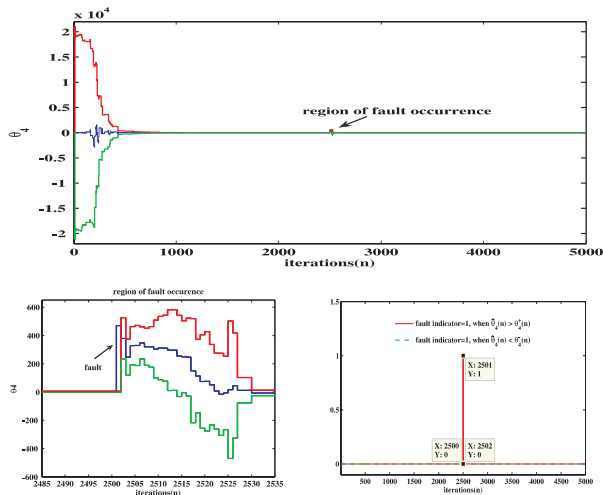 x 10⁴
2
1.5
1
0.5
0
-0.5
-1
-1.5
-2
θ₄
region of fault occurrence
0 1000 2000 3000 4000 5000
iterations(n)
region of fault occurence
600
400
200
0
-200
-400
-600
θ4
fault
2485 2490 2495 2500 2505 2510 2515 2520 2525 2530 2535
iterations(n)
1.5
1
0.5
0
fault indicator=1, when θ̂₄(n) > θ₄⁺(n)
fault indicator=1, when θ̂₄(n) < θ₄⁻(n)
X: 2501
Y: 1
X: 2500
Y: 0
X: 2502
Y: 0
500 1000 1500 2000 2500 3000 3500 4000 4500 5000
iterations(n)